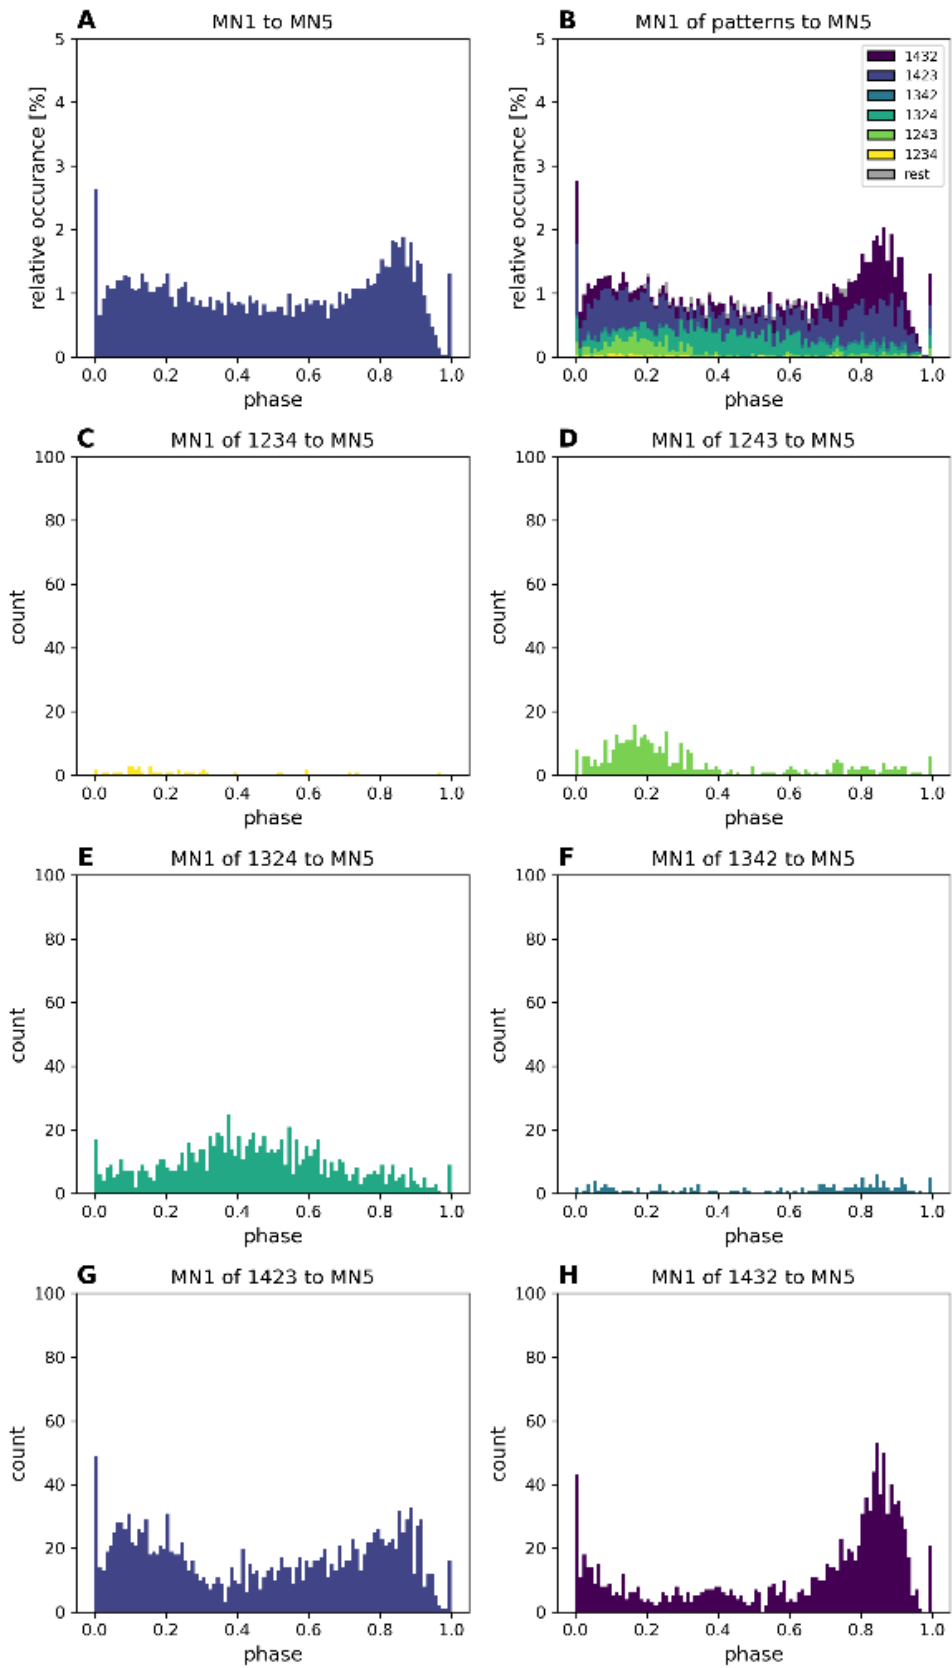 A
MN1 to MN5
5
4
3
2
1
0
relative occurance [%]
0.0 0.2 0.4 0.6 0.8 1.0
phase
B
MN1 of patterns to MN5
5
4
3
2
1
0
relative occurance [%]
1432
1423
1342
1324
1243
1234
rest
0.0 0.2 0.4 0.6 0.8 1.0
phase
C
MN1 of 1234 to MN5
100
80
60
40
20
0
count
0.0 0.2 0.4 0.6 0.8 1.0
phase
D
MN1 of 1243 to MN5
100
80
60
40
20
0
count
0.0 0.2 0.4 0.6 0.8 1.0
phase
E
MN1 of 1324 to MN5
100
80
60
40
20
0
count
0.0 0.2 0.4 0.6 0.8 1.0
phase
F
MN1 of 1342 to MN5
100
80
60
40
20
0
count
0.0 0.2 0.4 0.6 0.8 1.0
phase
G
MN1 of 1423 to MN5
100
80
60
40
20
0
count
0.0 0.2 0.4 0.6 0.8 1.0
phase
H
MN1 of 1432 to MN5
100
80
60
40
20
0
count
0.0 0.2 0.4 0.6 0.8 1.0
phase